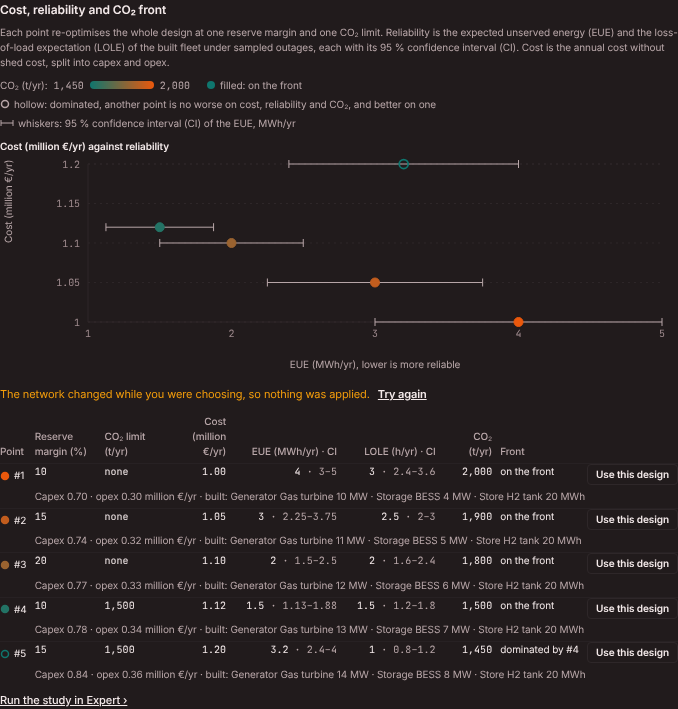 Cost, reliability and CO₂ front
Each point re-optimises the whole design at one reserve margin and one CO₂ limit. Reliability is the expected unserved energy (EUE) and the loss-
of-load expectation (LOLE) of the built fleet under sampled outages, each with its 95 % confidence interval (CI). Cost is the annual cost without
shed cost, split into capex and opex.
CO₂ (t/yr): 1,450 2,000 filled: on the front
hollow: dominated, another point is no worse on cost, reliability and CO₂, and better on one
whiskers: 95 % confidence interval (CI) of the EUE, MWh/yr
Cost (million €/yr) against reliability
Cost (million €/yr)
1.2
1.15
1.1
1.05
1
1 2 3 4 5
EUE (MWh/yr), lower is more reliable
The network changed while you were choosing, so nothing was applied. Try again
Point Reserve margin (%) CO₂ limit (t/yr) Cost (million €/yr) EUE (MWh/yr) · CI LOLE (h/yr) · CI CO₂ (t/yr) Front
#1 10 none 1.00 4 · 3–5 3 · 2.4–3.6 2,000 on the front Use this design
Capex 0.70 · opex 0.30 million €/yr · built: Generator Gas turbine 10 MW · Storage BESS 4 MW · Store H2 tank 20 MWh
#2 15 none 1.05 3 · 2.25–3.75 2.5 · 2–3 1,900 on the front Use this design
Capex 0.74 · opex 0.32 million €/yr · built: Generator Gas turbine 11 MW · Storage BESS 5 MW · Store H2 tank 20 MWh
#3 20 none 1.10 2 · 1.5–2.5 2 · 1.6–2.4 1,800 on the front Use this design
Capex 0.77 · opex 0.33 million €/yr · built: Generator Gas turbine 12 MW · Storage BESS 6 MW · Store H2 tank 20 MWh
#4 10 1,500 1.12 1.5 · 1.13–1.88 1.5 · 1.2–1.8 1,500 on the front Use this design
Capex 0.78 · opex 0.34 million €/yr · built: Generator Gas turbine 13 MW · Storage BESS 7 MW · Store H2 tank 20 MWh
#5 15 1,500 1.20 3.2 · 2.4–4 1 · 0.8–1.2 1,450 dominated by #4 Use this design
Capex 0.84 · opex 0.36 million €/yr · built: Generator Gas turbine 14 MW · Storage BESS 8 MW · Store H2 tank 20 MWh
Run the study in Expert ›